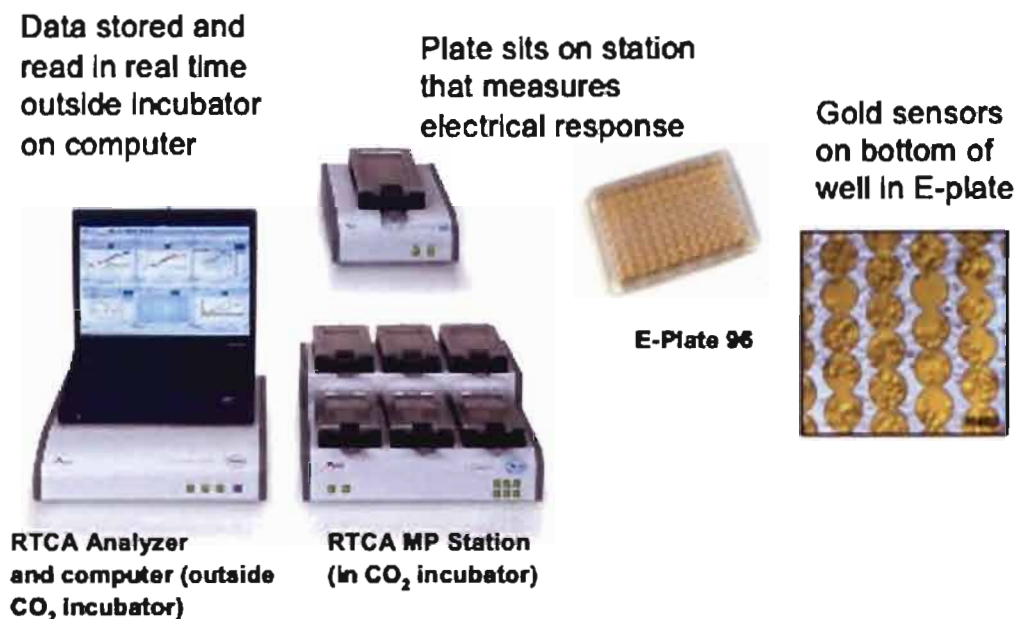 Data stored and
read in real time
outside incubator
on computer
Plate sits on station
that measures
electrical response
Gold sensors
on bottom of
well in E-plate
E-Plate 96
RTCA Analyzer
and computer (outside
CO₂ incubator)
RTCA MP Station
(in CO₂ incubator)